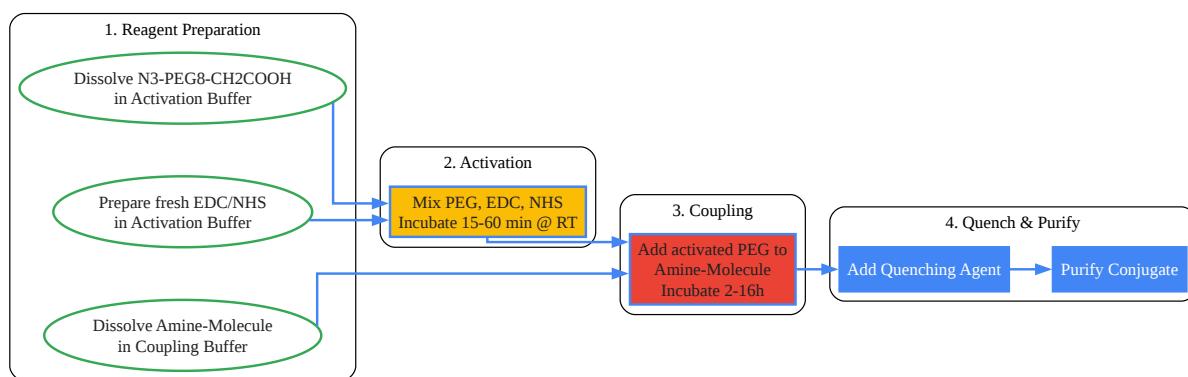 1. Reagent Preparation
Dissolve N3-PEG8-CH2COOH
in Activation Buffer
Prepare fresh EDC/NHS
in Activation Buffer
Dissolve Amine-Molecule
in Coupling Buffer
2. Activation
Mix PEG, EDC, NHS
Incubate 15-60 min @ RT
3. Coupling
Add activated PEG to
Amine-Molecule
Incubate 2-16h
4. Quench & Purify
Add Quenching Agent
Purify Conjugate